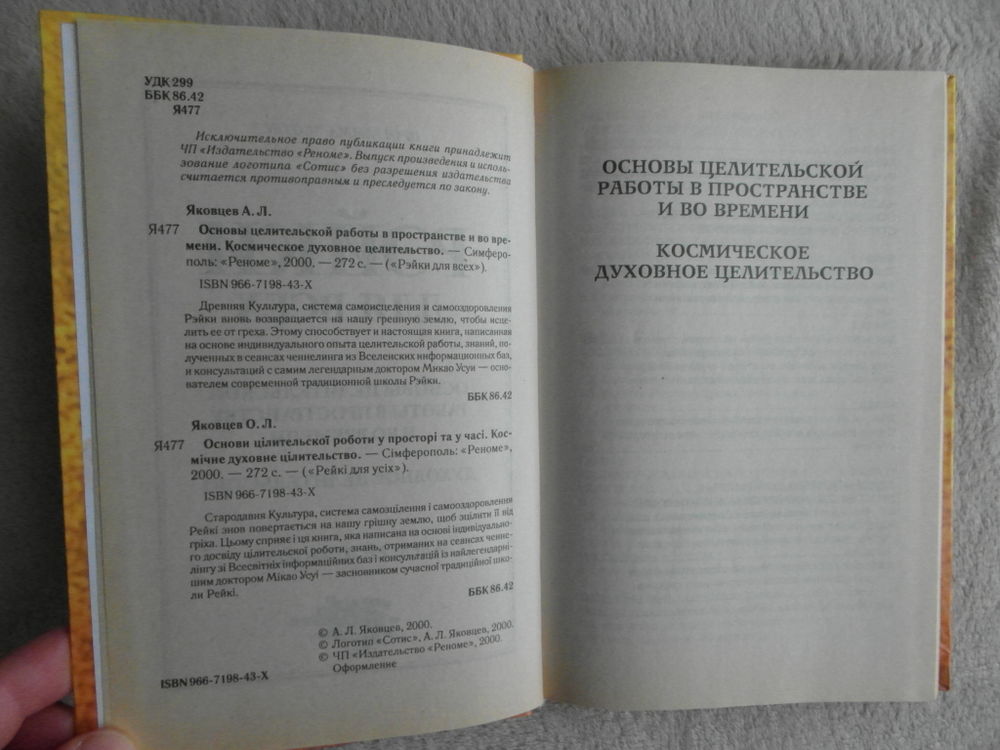 УДК 299
ББК 86.42
Я477
Исключительное право публикации книги принадлежит
ЧП «Издательство «Реноме». Выпуск произведения и исполь-
зование логотипа «Сотис» без разрешения издательства
считается противоправным и преследуется по закону.
Яковцев А. Л.
Я477 Основы целительской работы в пространстве и во вре-
мени. Космическое духовное целительство. — Симферо-
поль: «Реноме», 2000. — 272 с. — («Рэйки для всех»).
ISBN 966-7198-43-X
Древняя Культура, система самоисцеления и самооздоровления
Рэйки вновь возвращается на нашу грешную землю, чтобы исце-
лить ее от греха. Этому способствует и настоящая книга, написанная
на основе индивидуального опыта целительской работы, знаний, по-
лученных в сеансах ченнелинга из Вселенских информационных баз,
и консультаций с самим легендарным доктором Микао Усуи — осно-
вателем современной традиционной школы Рэйки.
ББК 86.42
Яковцев О. Л.
Я477 Основи цілительскої роботи у просторі та у часі. Кос-
мічне духовне цілительство. — Сімферополь: «Реноме»,
2000. — 272 с. — («Рейкі для усіх»).
ISBN 966-7198-43-X
Стародавня Культура, система самозцілення і самооздоровлення
Рейкі знов повертається на нашу грішну землю, щоб зцілити її від
гріха. Цьому сприяє і ця книга, яка написана на основі індивідуально-
го досвіду цілительскої роботи, знань, отриманих на сеансах ченне-
лінгу зі Всесвітніх інформаційних баз і консультацій із найлегендарні-
шим доктором Мікао Усуі — засновником сучасної традиційної шко-
ли Рейкі.
ББК 86.42
© А. Л. Яковцев, 2000.
© Логотип «Сотис», А. Л. Яковцев, 2000.
© ЧП «Издательство «Реноме», 2000.
Оформление
ISBN 966-7198-43-X
ОСНОВЫ ЦЕЛИТЕЛЬСКОЙ
РАБОТЫ В ПРОСТРАНСТВЕ
И ВО ВРЕМЕНИ
КОСМИЧЕСКОЕ
ДУХОВНОЕ ЦЕЛИТЕЛЬСТВО